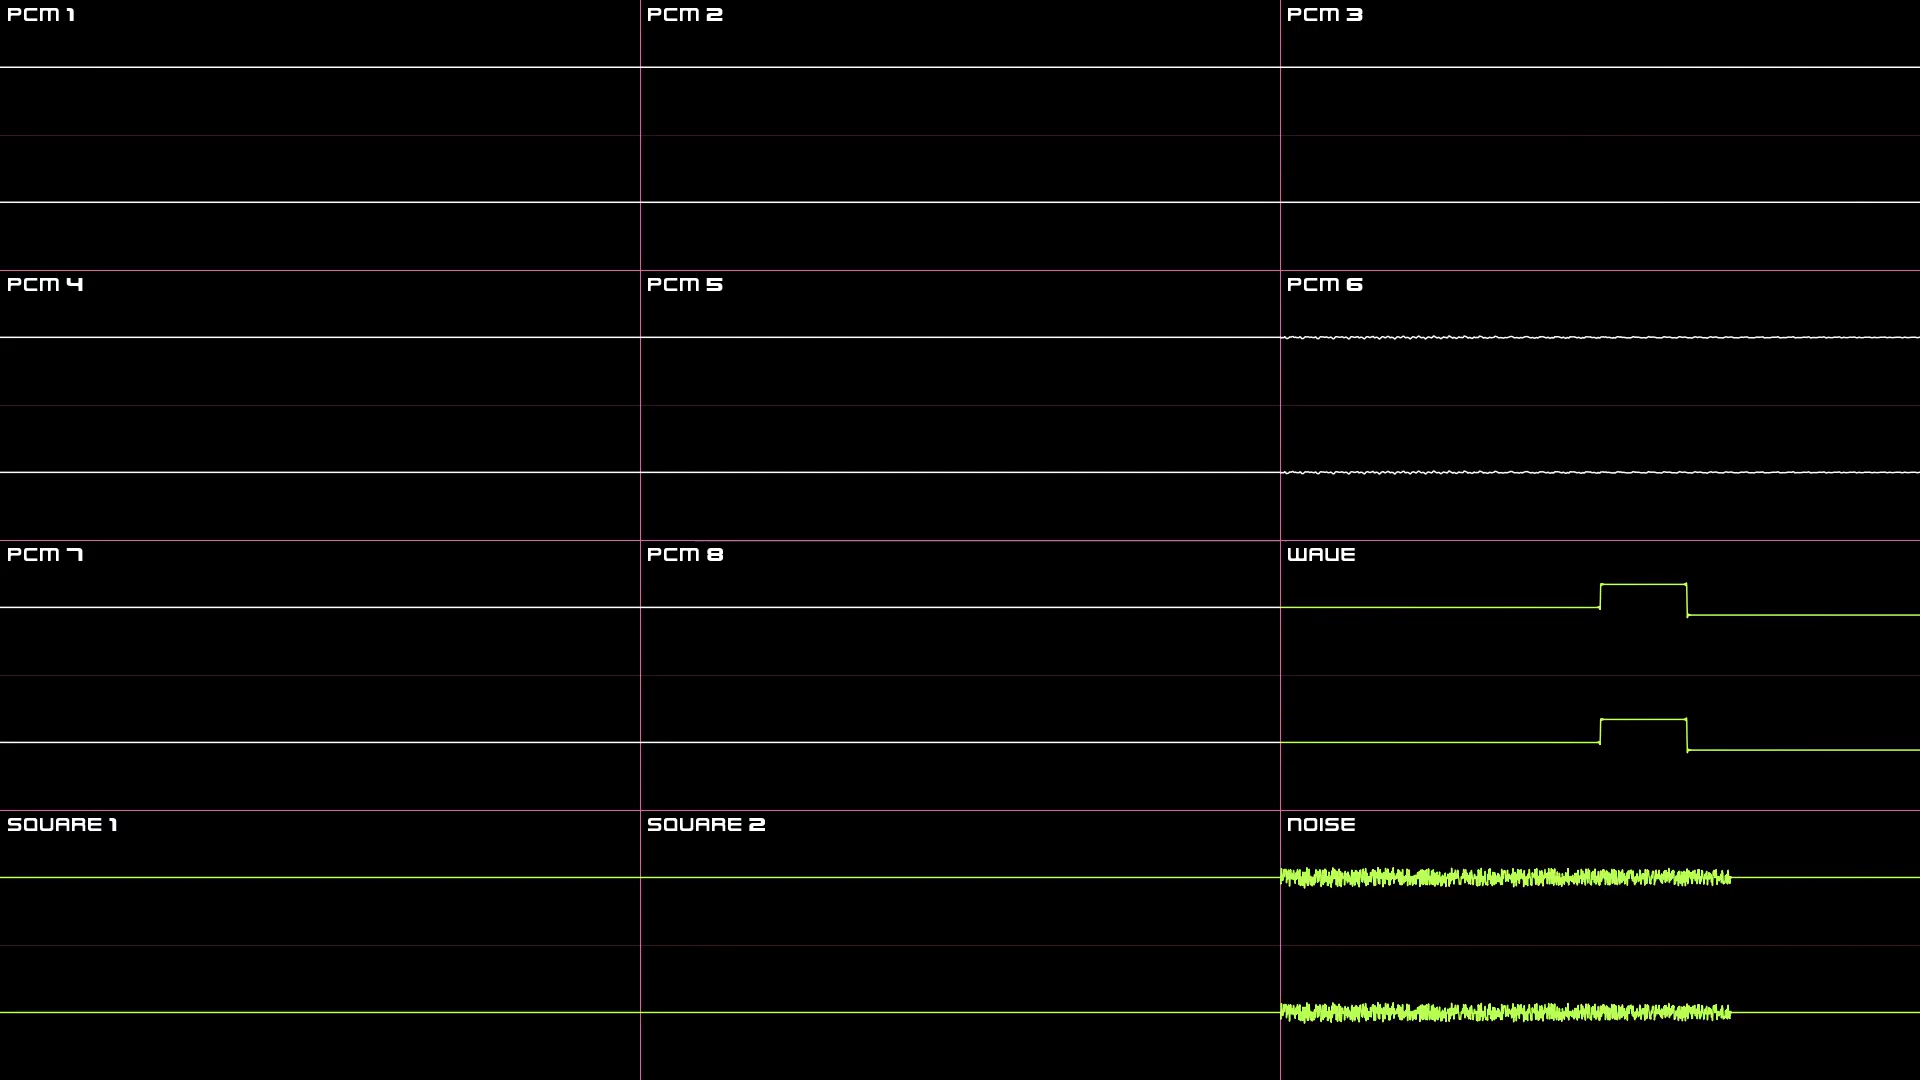 PCM 1
PCM 2
PCM 3
PCM 4
PCM 5
PCM 6
PCM 7
PCM 8
WAVE
SQUARE 1
SQUARE 2
NOISE